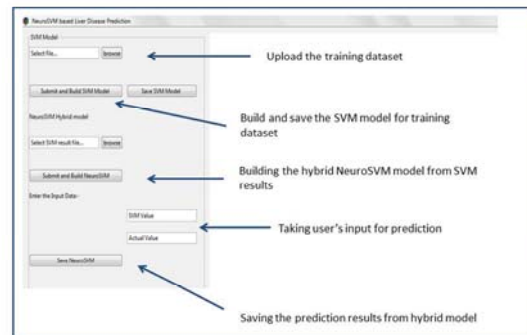 NeuroSVM based Liver Disease Prediction
SVM Model
Select file...
browse
Upload the training dataset
Submit and Build SVM Model
Save SVM Model
Build and save the SVM model for training
dataset
NeuroSVM Hybrid model
Select SVM result file...
browse
Building the hybrid NeuroSVM model from SVM
results
Submit and Build NeuroSVM
Enter the Input Data:-
SVM Value
Taking user's input for prediction
Actual Value
Save NeuroSVM
Saving the prediction results from hybrid model